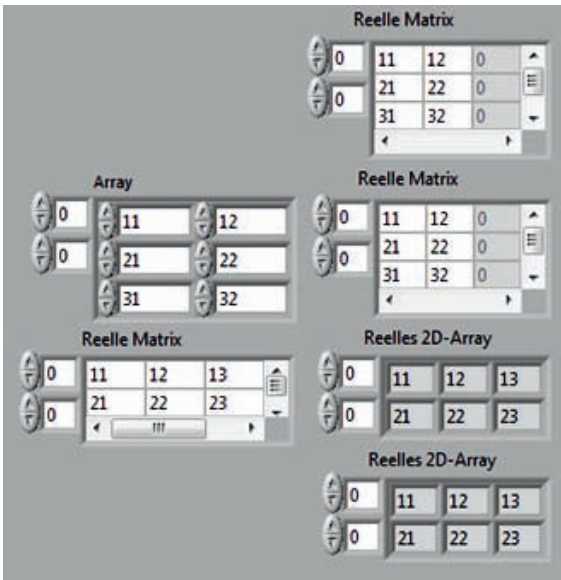 Reelle Matrix
0 11 12 0
0 21 22 0
31 32 0
Array
0 11 12
0 21 22
31 32
Reelle Matrix
0 11 12 0
0 21 22 0
31 32 0
Reelle Matrix
0 11 12 13
0 21 22 23
Reelles 2D-Array
0 11 12 13
0 21 22 23
Reelles 2D-Array
0 11 12 13
0 21 22 23